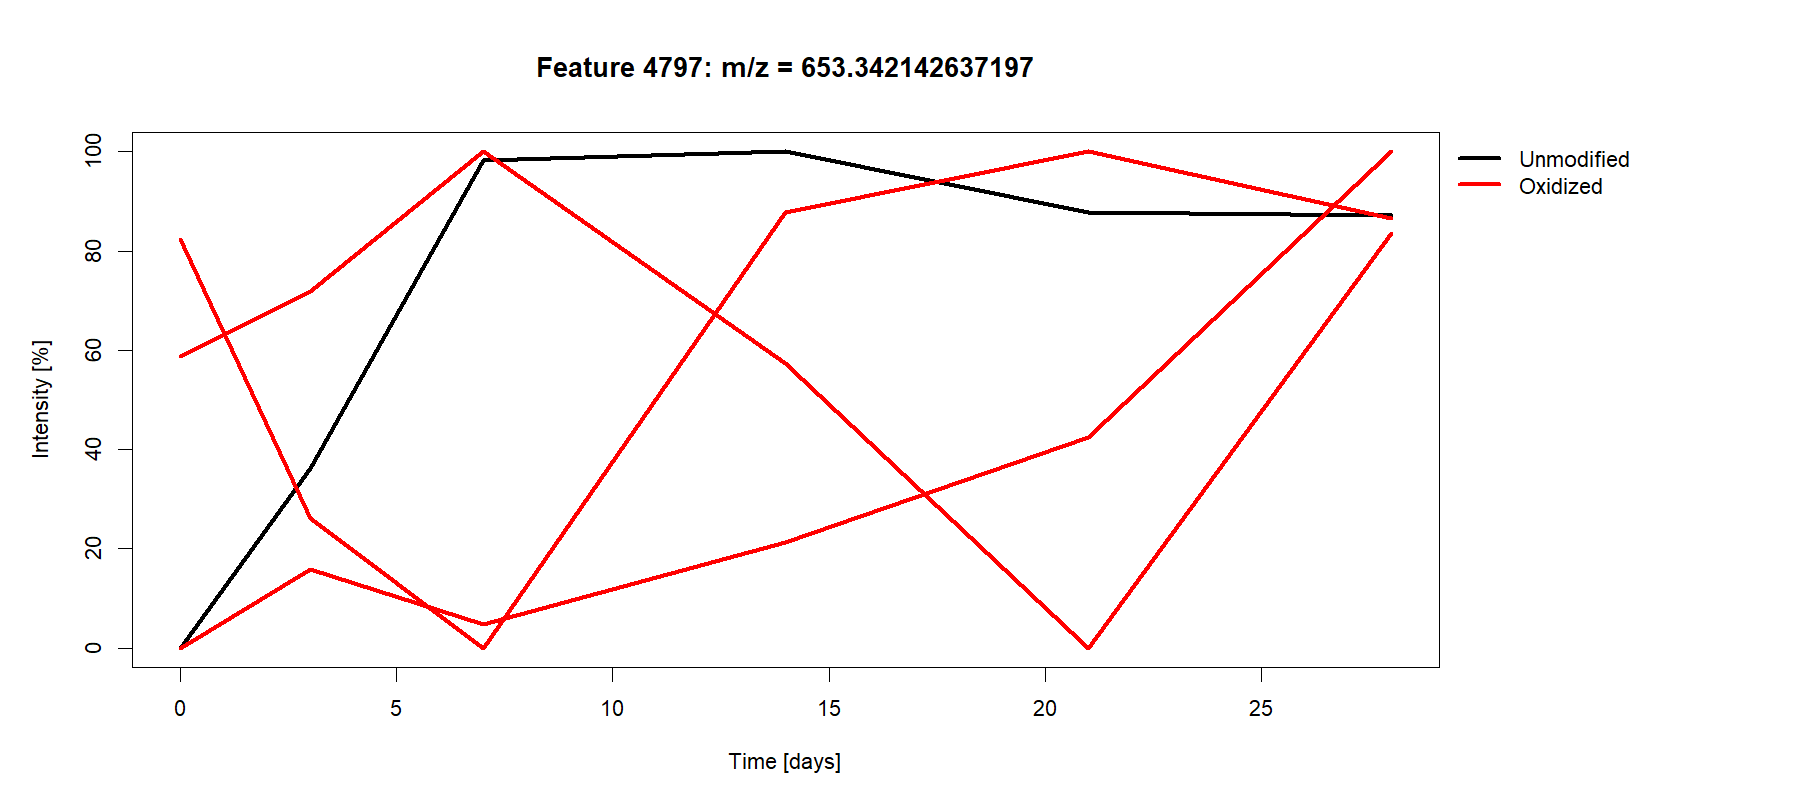 Feature 4797: m/z = 653.342142637197
Unmodified
Oxidized
Intensity [%]
100
80
60
40
20
0
0 5 10 15 20 25
Time [days]